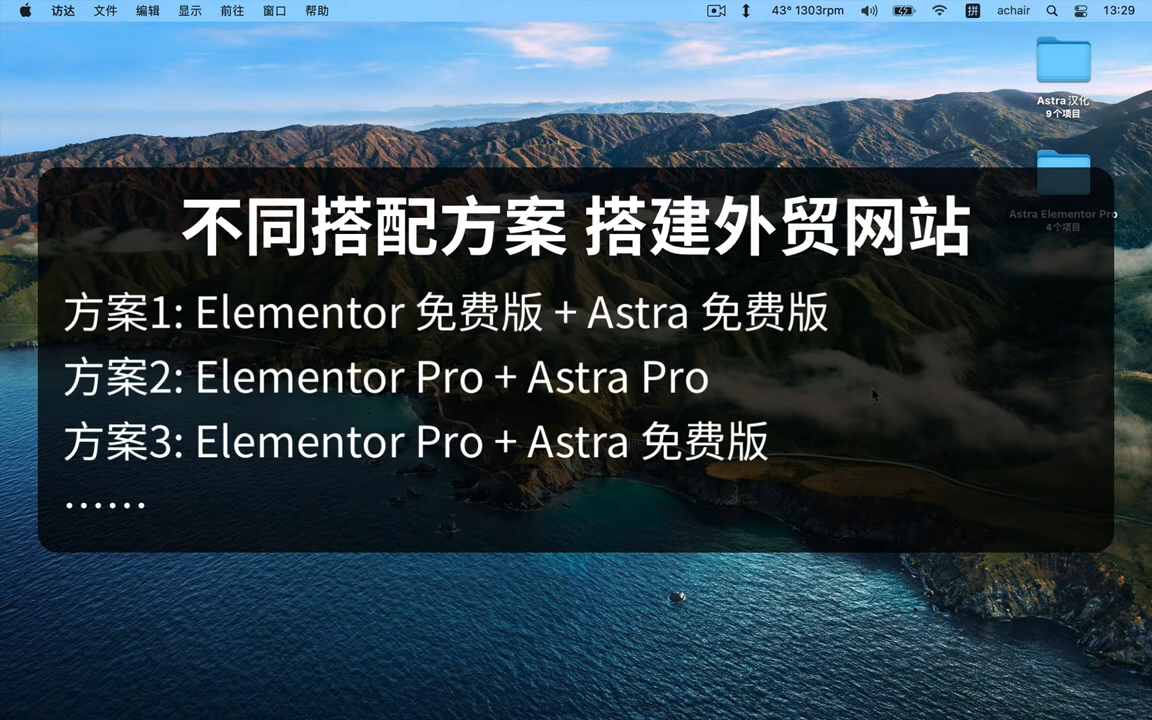 访达 文件 编辑 显示 前往 窗口 帮助 43° 1303rpm 拼 achair 13:29
Astra 汉化
9个项目
Astra Elementor Pro
4个项目
不同搭配方案 搭建外贸网站
方案1: Elementor 免费版 + Astra 免费版
方案2: Elementor Pro + Astra Pro
方案3: Elementor Pro + Astra 免费版
……